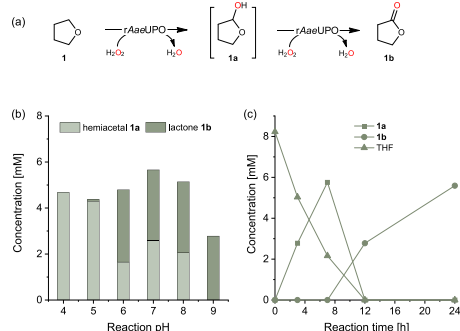 (a)
OH
O
O
O
rAaeUPO
rAaeUPO
H₂O₂
H₂O
H₂O₂
H₂O
1
1a
1b
(b)
hemiacetal 1a
lactone 1b
Concentration [mM]
8
6
4
2
0
4 5 6 7 8 9
Reaction pH
(c)
1a
1b
THF
Concentration [mM]
8
6
4
2
0
0 4 8 12 16 20 24
Reaction time [h]